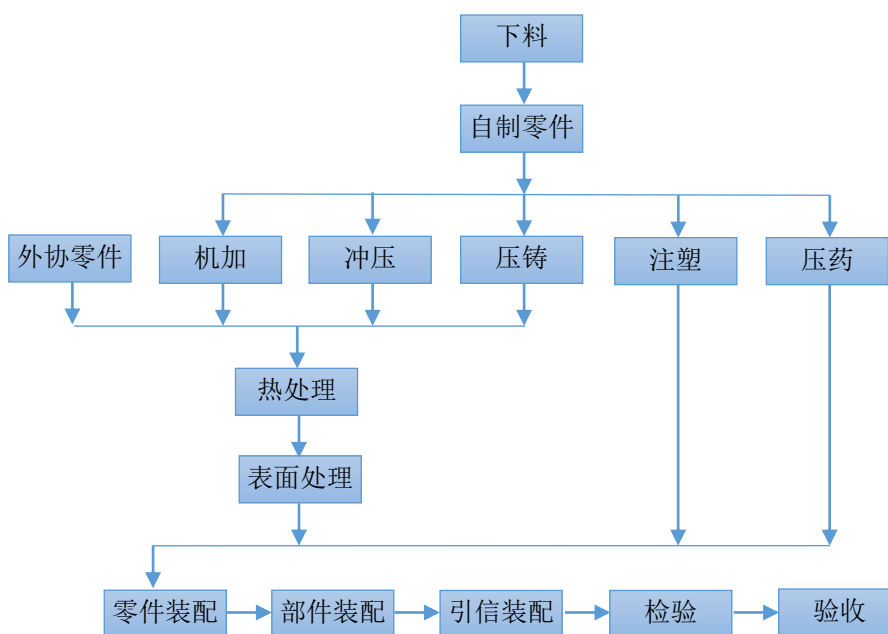 下料
自制零件
外协零件
机加
冲压
压铸
注塑
压药
热处理
表面处理
零件装配
部件装配
引信装配
检验
验收